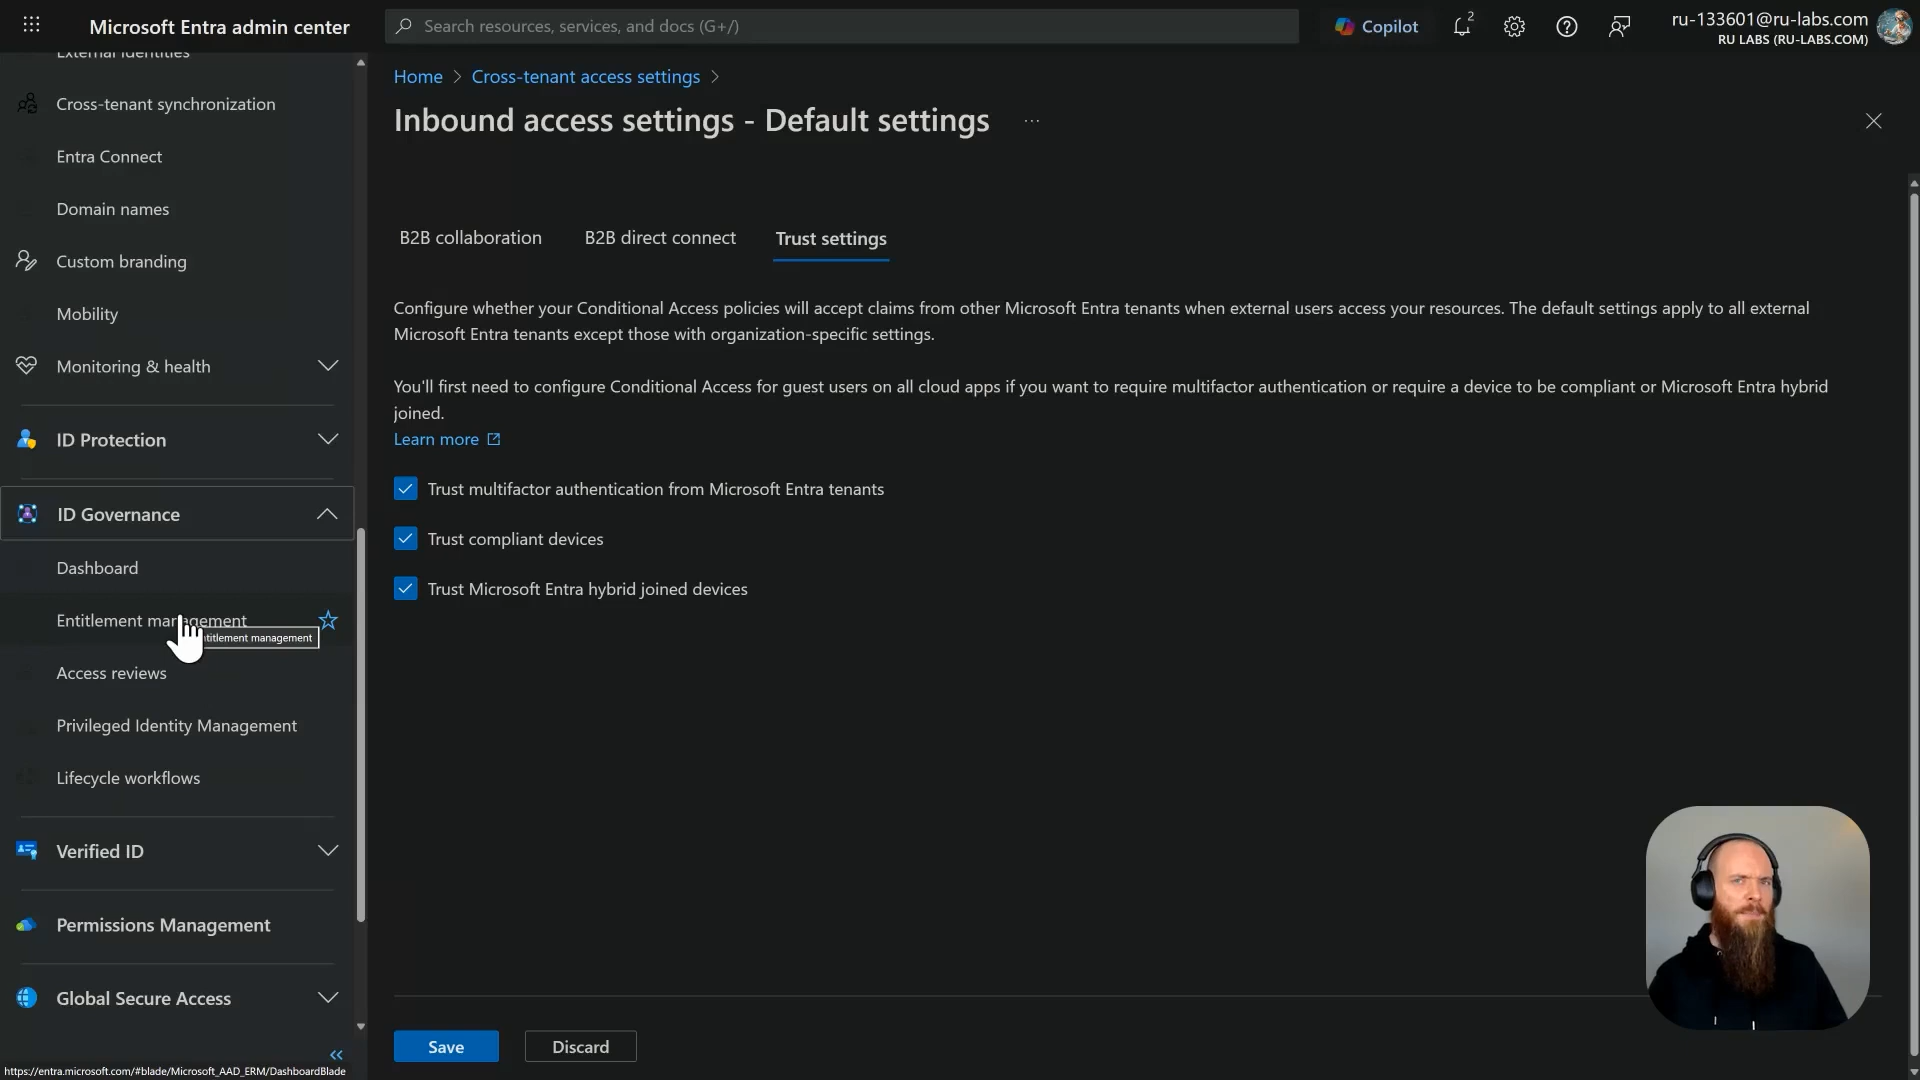 Microsoft Entra admin center
Search resources, services, and docs (G+/)
Copilot
2
ru-133601@ru-labs.com
RU LABS (RU-LABS.COM)
External Identities
Cross-tenant synchronization
Entra Connect
Domain names
Custom branding
Mobility
Monitoring & health
ID Protection
ID Governance
Dashboard
Entitlement management
titlement management
Access reviews
Privileged Identity Management
Lifecycle workflows
Verified ID
Permissions Management
Global Secure Access
https://entra.microsoft.com/#blade/Microsoft_AAD_ERM/DashboardBlade
Home > Cross-tenant access settings >
Inbound access settings - Default settings ...
B2B collaboration
B2B direct connect
Trust settings
Configure whether your Conditional Access policies will accept claims from other Microsoft Entra tenants when external users access your resources. The default settings apply to all external
Microsoft Entra tenants except those with organization-specific settings.
You'll first need to configure Conditional Access for guest users on all cloud apps if you want to require multifactor authentication or require a device to be compliant or Microsoft Entra hybrid
joined.
Learn more
Trust multifactor authentication from Microsoft Entra tenants
Trust compliant devices
Trust Microsoft Entra hybrid joined devices
Save
Discard